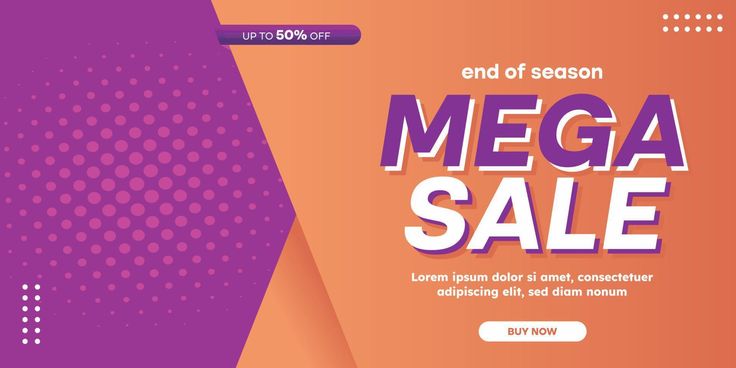 UP TO 50% OFF
end of season
MEGA
SALE
Lorem ipsum dolor si amet, consectetuer
adipiscing elit, sed diam nonum
BUY NOW